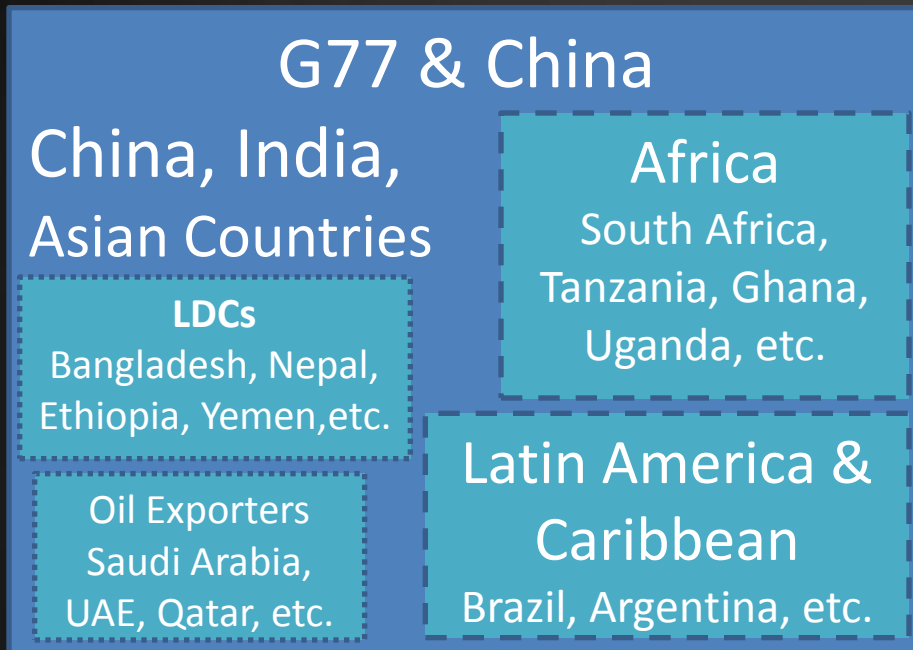 G77 & China
China, India,
Asian Countries
Africa
South Africa,
Tanzania, Ghana,
Uganda, etc.
LDCs
Bangladesh, Nepal,
Ethiopia, Yemen,etc.
Latin America &
Caribbean
Brazil, Argentina, etc.
Oil Exporters
Saudi Arabia,
UAE, Qatar, etc.